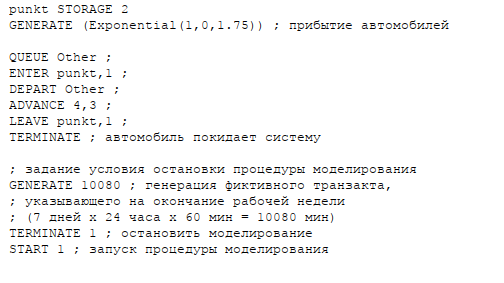 punkt STORAGE 2
GENERATE (Exponential(1,0,1.75)) ; прибытие автомобилей
QUEUE Other ;
ENTER punkt,1 ;
DEPART Other ;
ADVANCE 4,3 ;
LEAVE punkt,1 ;
TERMINATE ; автомобиль покидает систему
; задание условия остановки процедуры моделирования
GENERATE 10080 ; генерация фиктивного транзакта,
; указывающего на окончание рабочей недели
; (7 дней x 24 часа x 60 мин = 10080 мин)
TERMINATE 1 ; остановить моделирование
START 1 ; запуск процедуры моделирования